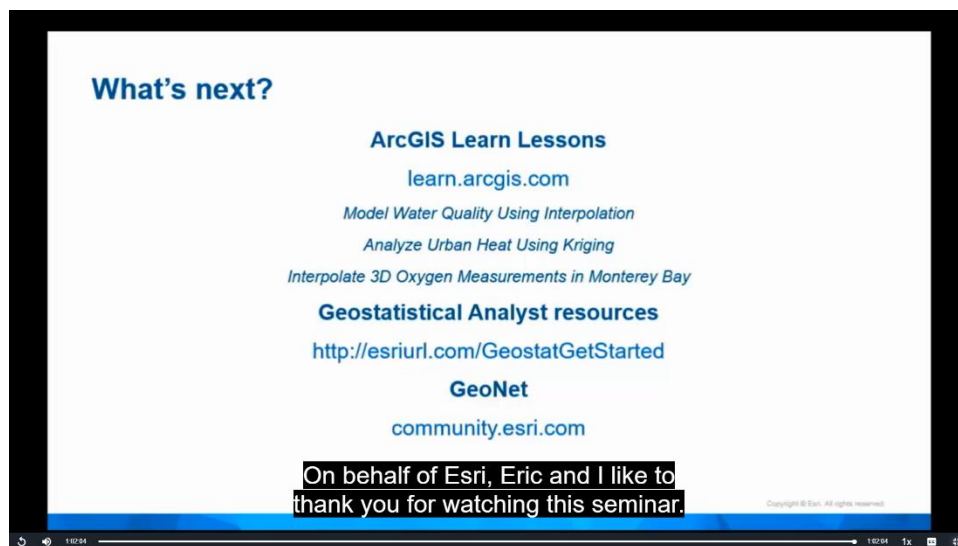 What's next?
ArcGIS Learn Lessons
learn.arcgis.com
Model Water Quality Using Interpolation
Analyze Urban Heat Using Kriging
Interpolate 3D Oxygen Measurements in Monterey Bay
Geostatistical Analyst resources
http://esriurl.com/GeostatGetStarted
GeoNet
community.esri.com
On behalf of Esri, Eric and I like to
thank you for watching this seminar.
Copyright © Esri. All rights reserved.
1:02:04
1:02:04
1x